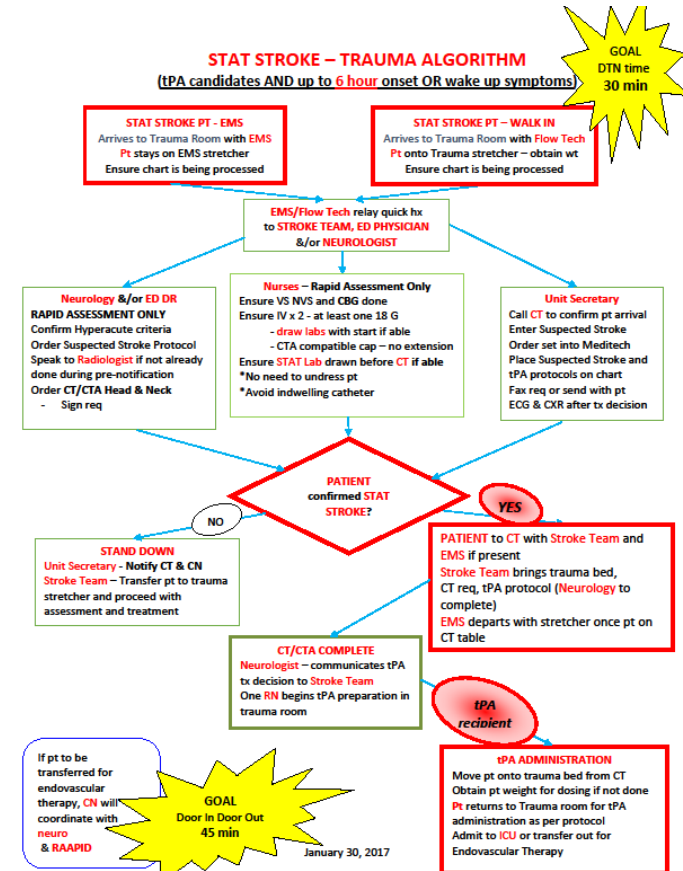 STAT STROKE – TRAUMA ALGORITHM
(tPA candidates AND up to 6 hour onset OR wake up symptoms)
GOAL
DTN time
30 min
STAT STROKE PT - EMS
Arrives to Trauma Room with EMS
Pt stays on EMS stretcher
Ensure chart is being processed
STAT STROKE PT – WALK IN
Arrives to Trauma Room with Flow Tech
Pt onto Trauma stretcher – obtain wt
Ensure chart is being processed
EMS/Flow Tech relay quick hx
to STROKE TEAM, ED PHYSICIAN
&/or NEUROLOGIST
Neurology &/or ED DR
RAPID ASSESSMENT ONLY
Confirm Hyperacute criteria
Order Suspected Stroke Protocol
Speak to Radiologist if not already
done during pre-notification
Order CT/CTA Head & Neck
- Sign req
Nurses – Rapid Assessment Only
Ensure VS NVS and CBG done
Ensure IV x 2 - at least one 18 G
- draw labs with start if able
- CTA compatible cap – no extension
Ensure STAT Lab drawn before CT if able
*No need to undress pt
*Avoid indwelling catheter
Unit Secretary
Call CT to confirm pt arrival
Enter Suspected Stroke
Order set into Meditech
Place Suspected Stroke and
tPA protocols on chart
Fax req or send with pt
ECG & CXR after tx decision
PATIENT
confirmed STAT
STROKE?
NO
YES
STAND DOWN
Unit Secretary - Notify CT & CN
Stroke Team – Transfer pt to trauma
stretcher and proceed with
assessment and treatment
PATIENT to CT with Stroke Team and
EMS if present
Stroke Team brings trauma bed,
CT req, tPA protocol (Neurology to
complete)
EMS departs with stretcher once pt on
CT table
CT/CTA COMPLETE
Neurologist – communicates tPA
tx decision to Stroke Team
One RN begins tPA preparation in
trauma room
tPA
recipient
tPA ADMINISTRATION
Move pt onto trauma bed from CT
Obtain pt weight for dosing if not done
Pt returns to Trauma room for tPA
administration as per protocol
Admit to ICU or transfer out for
Endovascular Therapy
If pt to be
transferred for
endovascular
therapy, CN will
coordinate with
neuro
& RAAPID
GOAL
Door In Door Out
45 min
January 30, 2017